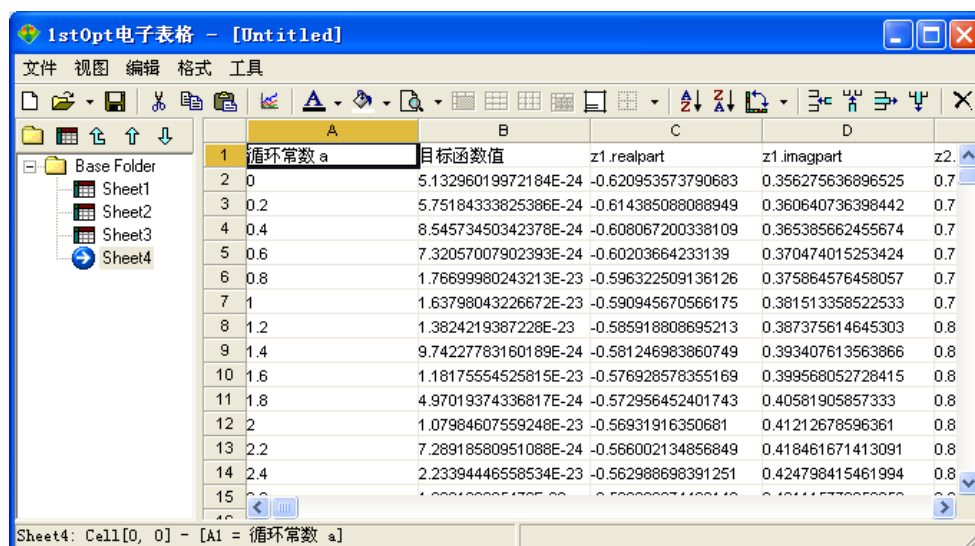 1stOpt电子表格 - [Untitled]
文件 视图 编辑 格式 工具
Base Folder
Sheet1
Sheet2
Sheet3
Sheet4
A B C D
1 循环常数 a 目标函数值 z1.realpart z1.imagpart z2.
2 0 5.13296019972184E-24 -0.620953573790683 0.356275636896525 0.7
3 0.2 5.75184333825386E-24 -0.614385088088949 0.360640736398442 0.7
4 0.4 8.54573450342378E-24 -0.608067200338109 0.365385662455674 0.7
5 0.6 7.32057007902393E-24 -0.60203664233139 0.370474015253424 0.7
6 0.8 1.76699980243213E-23 -0.596322509136126 0.375864576458057 0.7
7 1 1.63798043226672E-23 -0.590945670566175 0.381513358522533 0.7
8 1.2 1.3824219387228E-23 -0.585918808695213 0.387375614645303 0.8
9 1.4 9.74227783160189E-24 -0.581246983860749 0.393407613563866 0.8
10 1.6 1.18175554525815E-23 -0.576928578355169 0.399568052728415 0.8
11 1.8 4.97019374336817E-24 -0.572956452401743 0.40581905857333 0.8
12 2 1.07984607559248E-23 -0.56931916350681 0.41212678596361 0.8
13 2.2 7.28918580951088E-24 -0.566002134856849 0.418461671413091 0.8
14 2.4 2.23394446558534E-23 -0.562988698391251 0.424798415461994 0.8
15
Sheet4: Cell[0, 0] - [A1 = 循环常数 a]